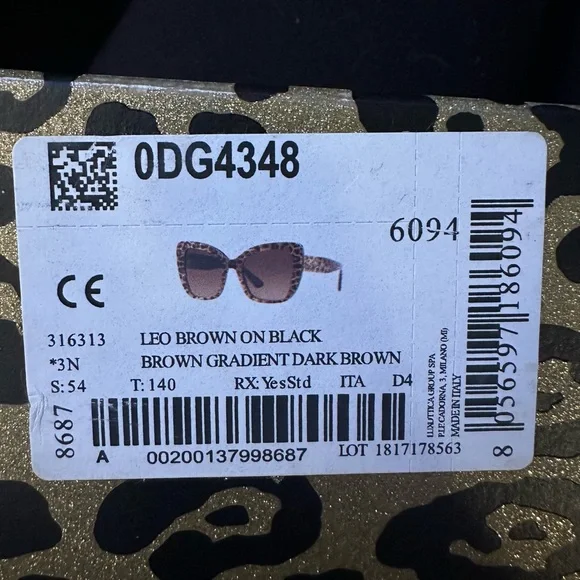 0DG4348
6094
CE
316313 LEO BROWN ON BLACK
*3N BROWN GRADIENT DARK BROWN
S: 54 T: 140 RX: YesStd ITA D4
8687
A 00200137998687 LOT 1817178563
LUXOTTICA GROUP SPA
P.LE CADORNA 3, MILANO (MI)
MADE IN ITALY
8 056597 186094